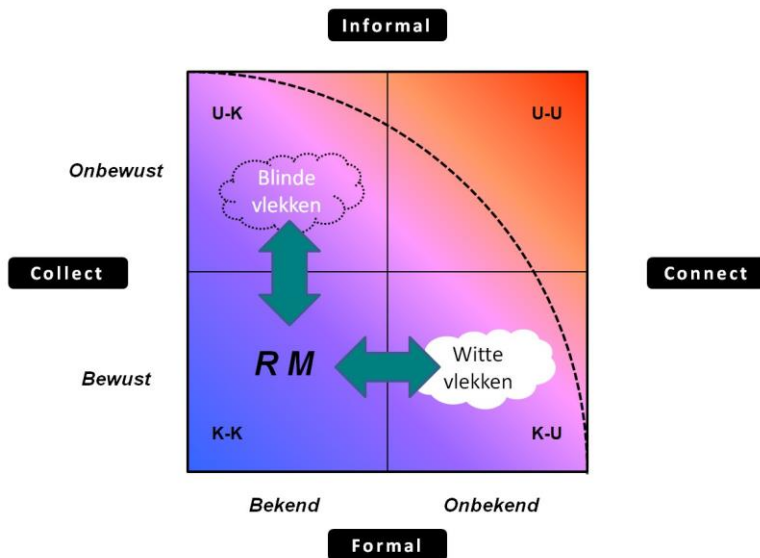 Informal
U-K
U-U
Onbewust
Blinde
vlekken
Collect
Connect
R M
Witte
vlekken
Bewust
K-K
K-U
Bekend
Onbekend
Formal